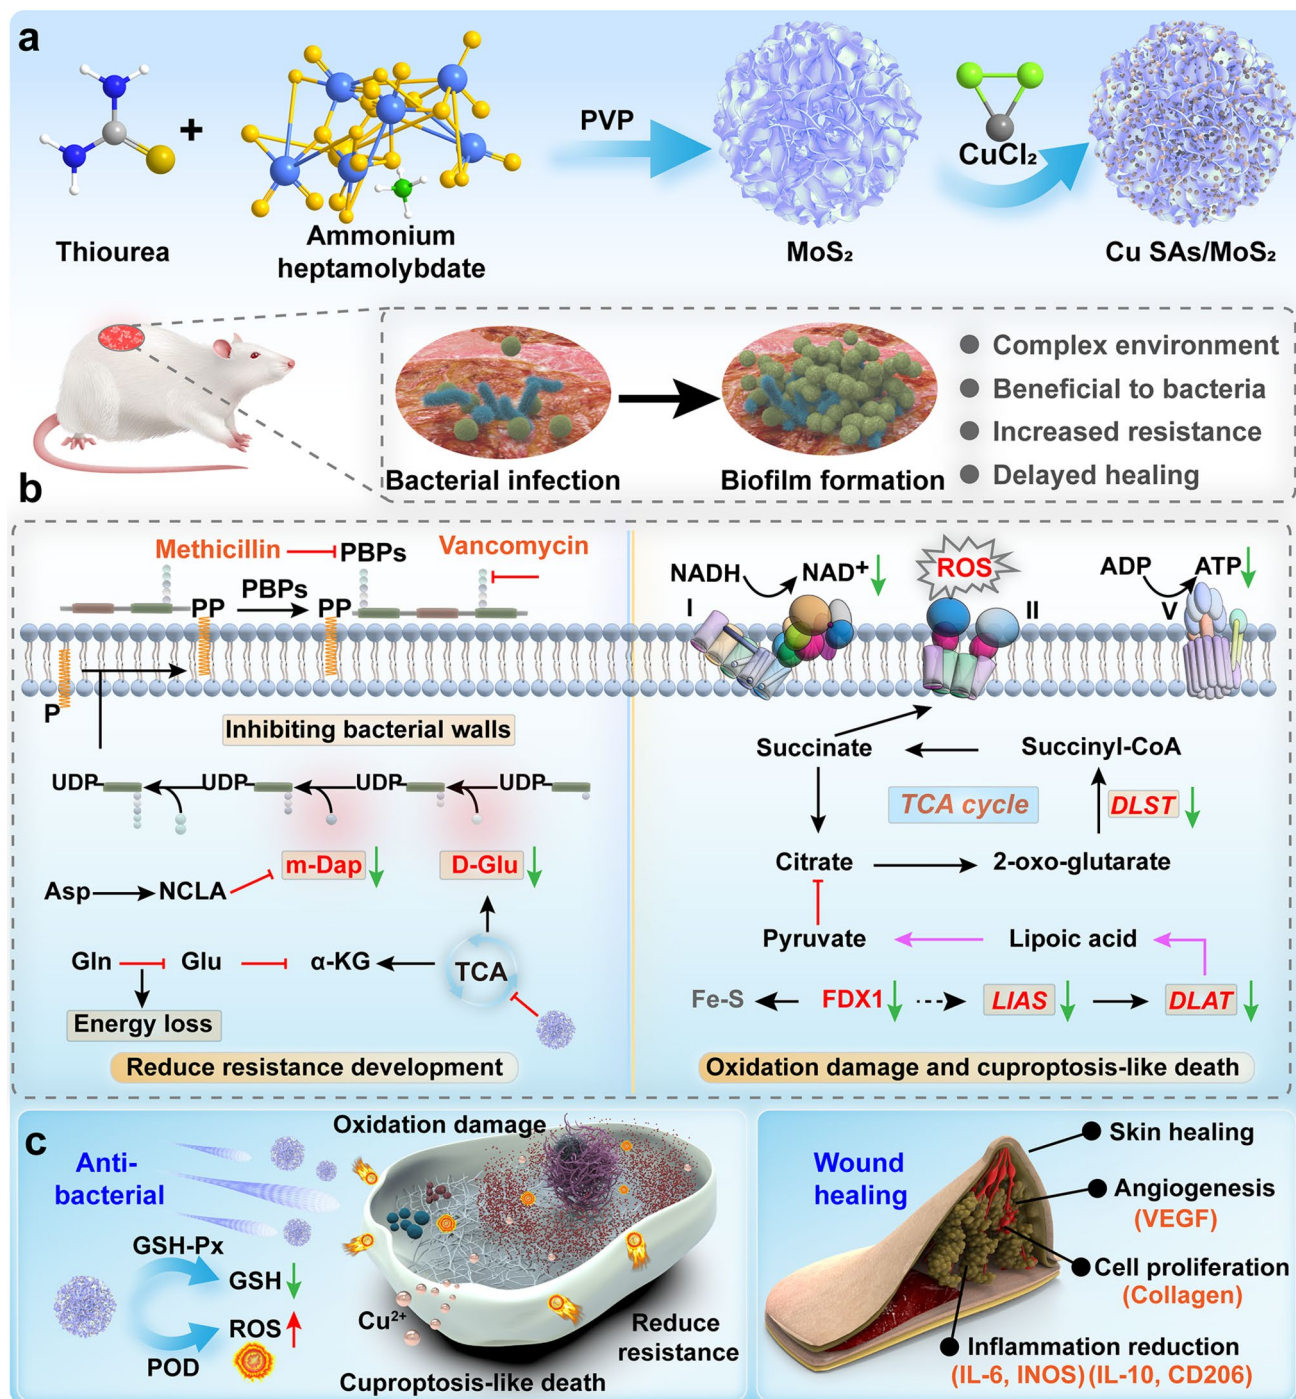 a
PVP
CuCl₂
Thiourea
+
Ammonium
heptamolybdate
MoS₂
Cu SAs/MoS₂
Bacterial infection
Biofilm formation
Complex environment
Beneficial to bacteria
Increased resistance
Delayed healing
b
Methicillin
PBPs
Vancomycin
PBPs
PP
PP
P
Inhibiting bacterial walls
UDP
UDP
UDP
UDP
m-Dap
D-Glu
Asp
NCLA
Gln
Glu
α-KG
TCA
Energy loss
Reduce resistance development
NADH
NAD⁺
ROS
ADP
ATP
I
II
V
Succinate
Succinyl-CoA
TCA cycle
DLST
Citrate
2-oxo-glutarate
Pyruvate
Lipoic acid
Fe-S
FDX1
LIAS
DLAT
Oxidation damage and cuproptosis-like death
c
Anti-
bacterial
GSH-Px
GSH
ROS
POD
Oxidation damage
Cu²⁺
Reduce
resistance
Cuproptosis-like death
Wound
healing
Skin healing
Angiogenesis
(VEGF)
Cell proliferation
(Collagen)
Inflammation reduction
(IL-6, INOS) (IL-10, CD206)